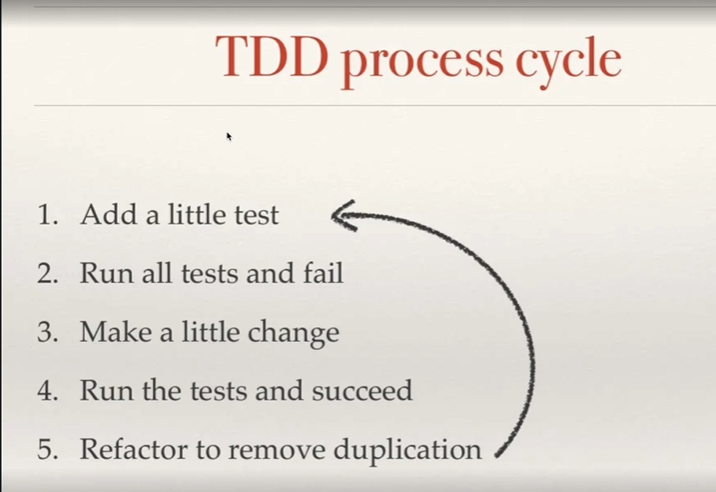 TDD process cycle
1. Add a little test
2. Run all tests and fail
3. Make a little change
4. Run the tests and succeed
5. Refactor to remove duplication